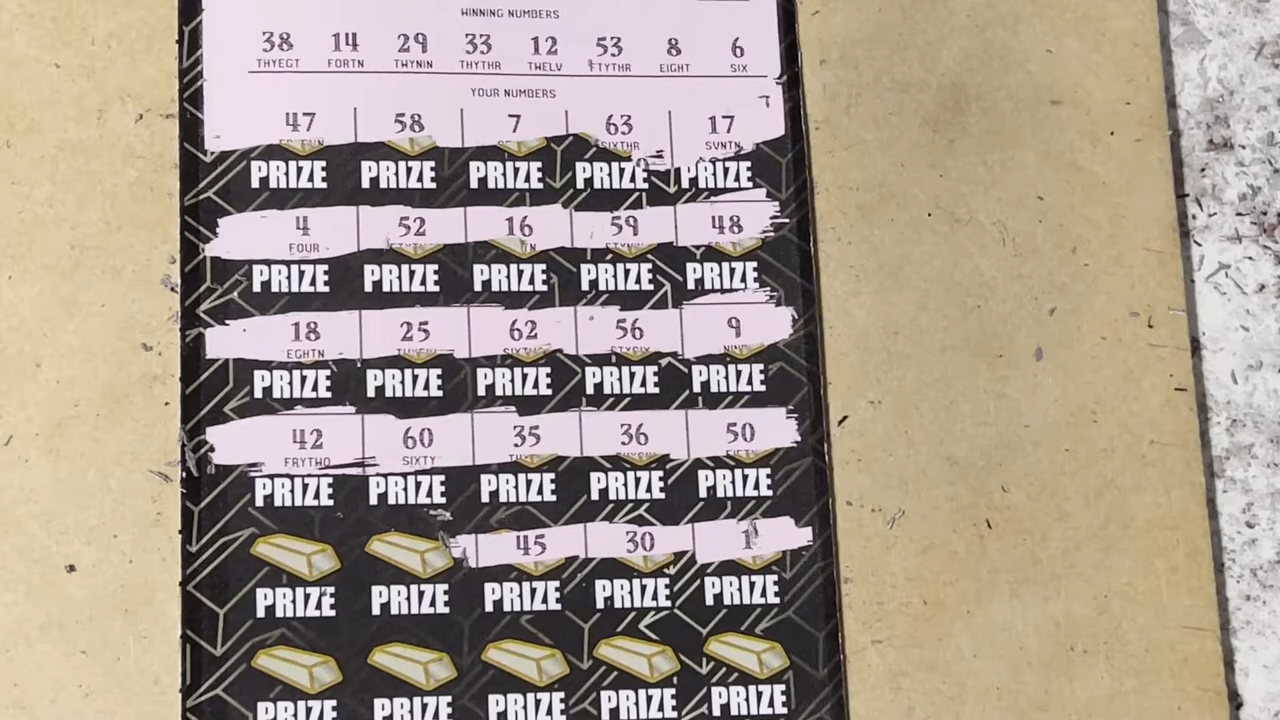 WINNING NUMBERS
38 14 29 33 12 53 8 6
THYEGT FORTN TWYNIN THYTHR TWELV FTYTHR EIGHT SIX
YOUR NUMBERS
47 58 7 63 17
SIXTHR SVNTN
PRIZE PRIZE PRIZE PRIZE PRIZE
4 52 16 59 48
FOUR
PRIZE PRIZE PRIZE PRIZE PRIZE
18 25 62 56 9
EGHTN
PRIZE PRIZE PRIZE PRIZE PRIZE
42 60 35 36 50
FRYTWO SIXTY
PRIZE PRIZE PRIZE PRIZE PRIZE
45 30
PRIZE PRIZE PRIZE PRIZE PRIZE
PRIZE PRIZE PRIZE PRIZE PRIZE